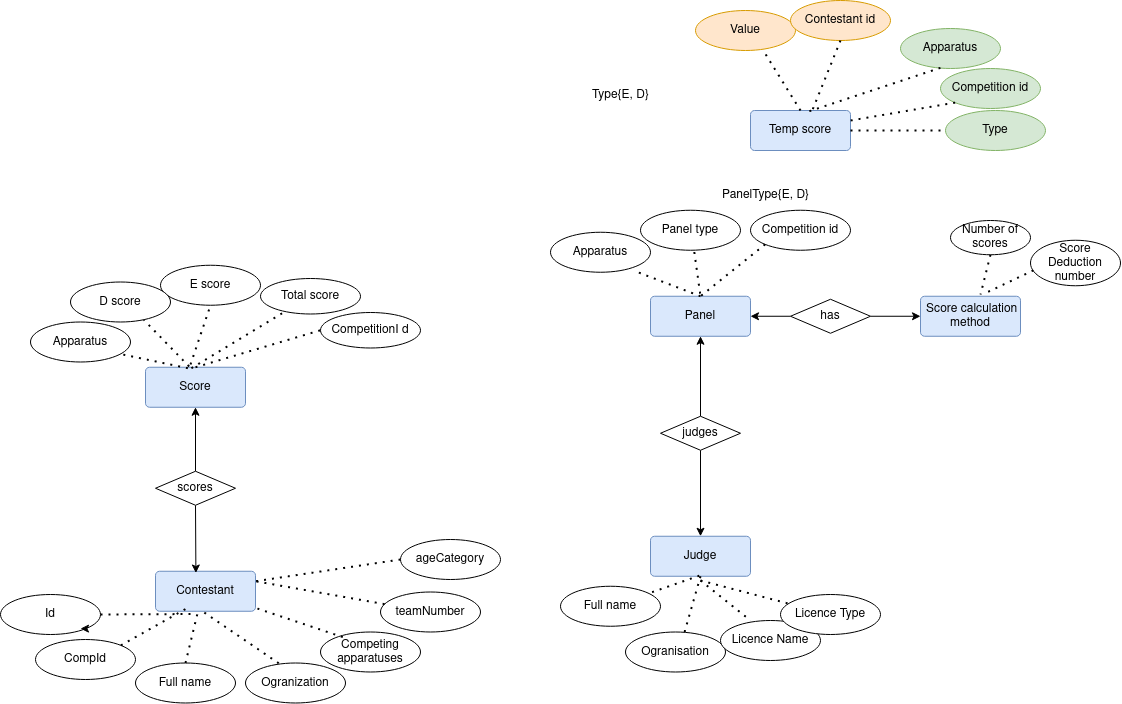 Value
Contestant id
Apparatus
Competition id
Type
Temp score
Type{E, D}
PanelType{E, D}
Apparatus
Panel type
Competition id
Number of
scores
Score
Deduction
number
Panel
has
Score calculation
method
Apparatus
D score
E score
Total score
CompetitionI d
Score
judges
scores
Judge
Full name
Ogranisation
Licence Name
Licence Type
Contestant
ageCategory
teamNumber
Competing
apparatuses
Id
CompId
Full name
Ogranization